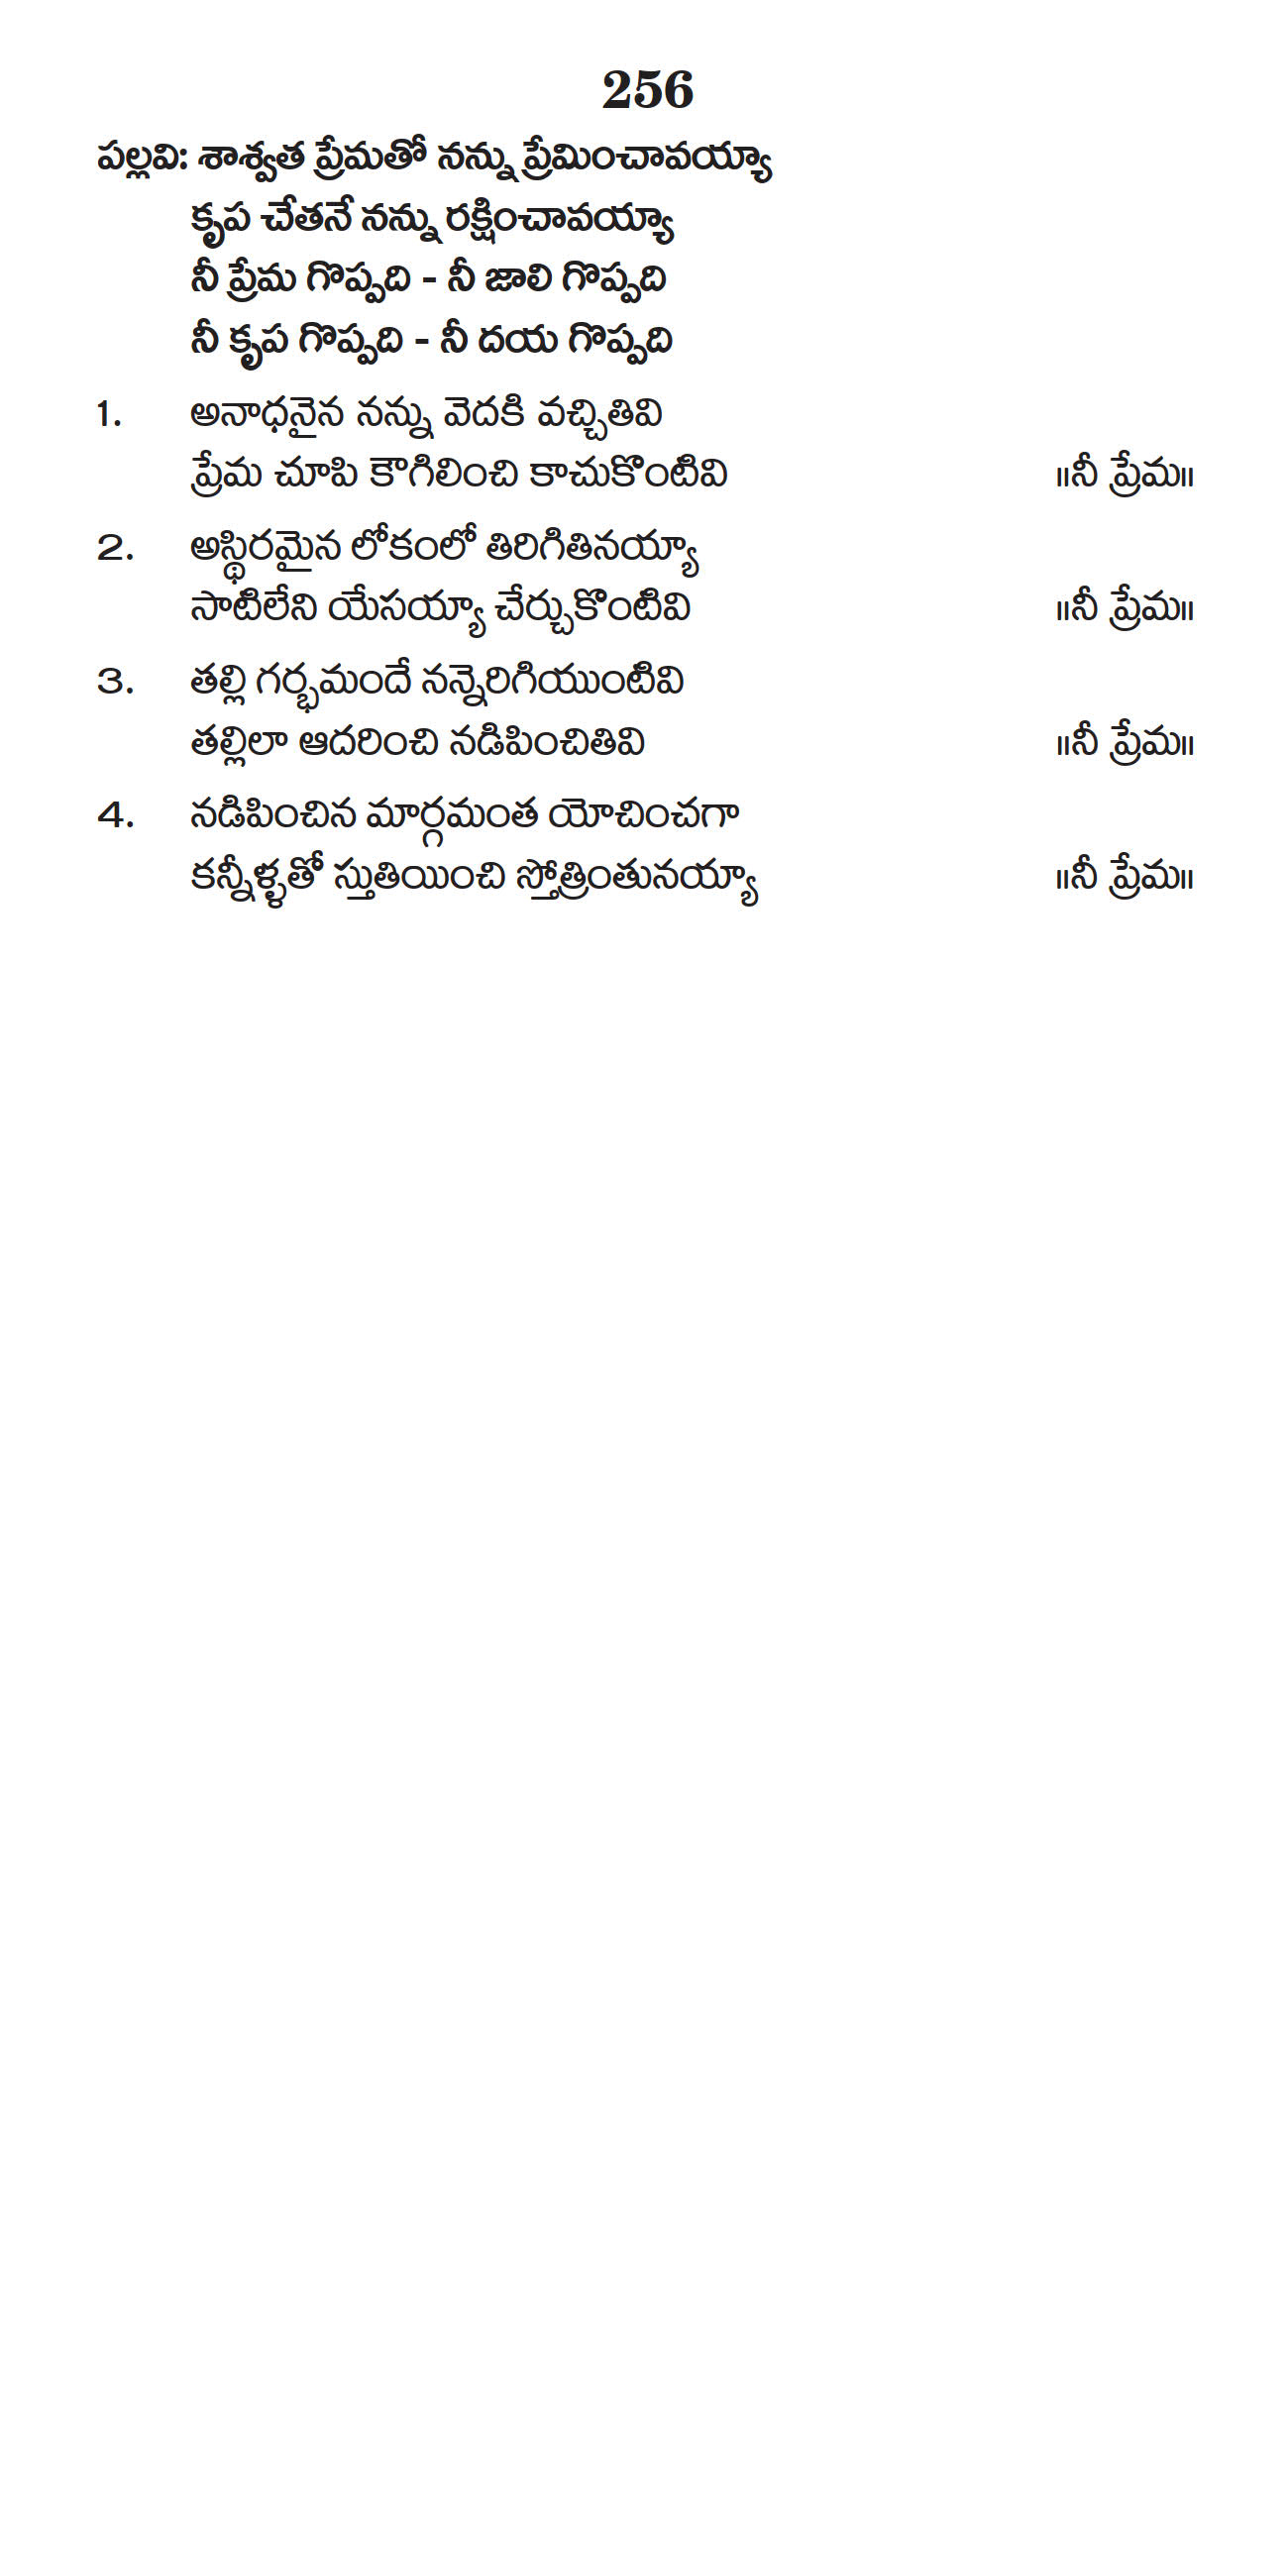 256
పల్లవి: శాశ్వత ప్రేమతో నన్ను ప్రేమించావయ్యా
కృప చేతనే నన్ను రక్షించావయ్యా
నీ ప్రేమ గొప్పది - నీ జాలి గొప్పది
నీ కృప గొప్పది - నీ దయ గొప్పది
1. అనాధనైన నన్ను వెదకి వచ్చితివి
ప్రేమ చూపి కౌగిలించి కాచుకొంటివి ॥నీ ప్రేమ॥
2. అస్థిరమైన లోకంలో తిరిగితినయ్యా
సాటిలేని యేసయ్యా చేర్చుకొంటివి ॥నీ ప్రేమ॥
3. తల్లి గర్భమందే నన్నెరిగియుంటివి
తల్లిలా ఆదరించి నడిపించితివి ॥నీ ప్రేమ॥
4. నడిపించిన మార్గమంత యోచించగా
కన్నీళ్ళతో స్తుతియించి స్తోత్రింతునయ్యా ॥నీ ప్రేమ॥